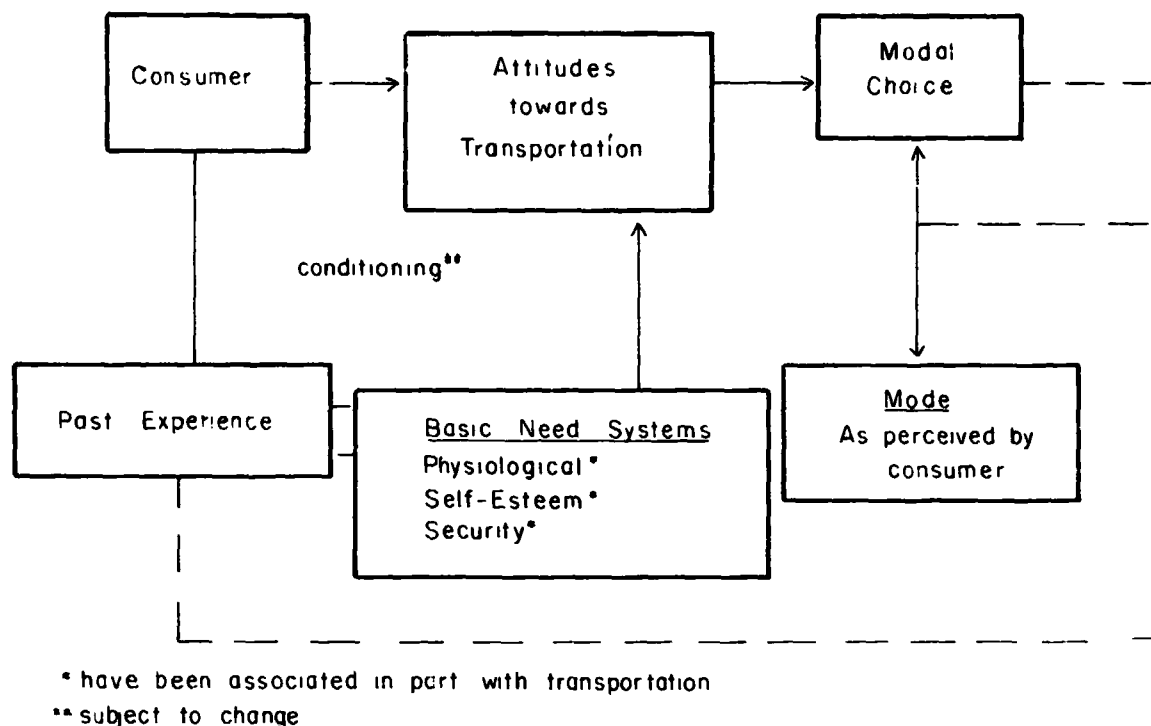 Consumer
Attitudes
towards
Transportation
Modal
Choice
conditioning**
Past Experience
Basic Need Systems
Physiological*
Self-Esteem*
Security*
Mode
As perceived by
consumer
* have been associated in part with transportation
** subject to change